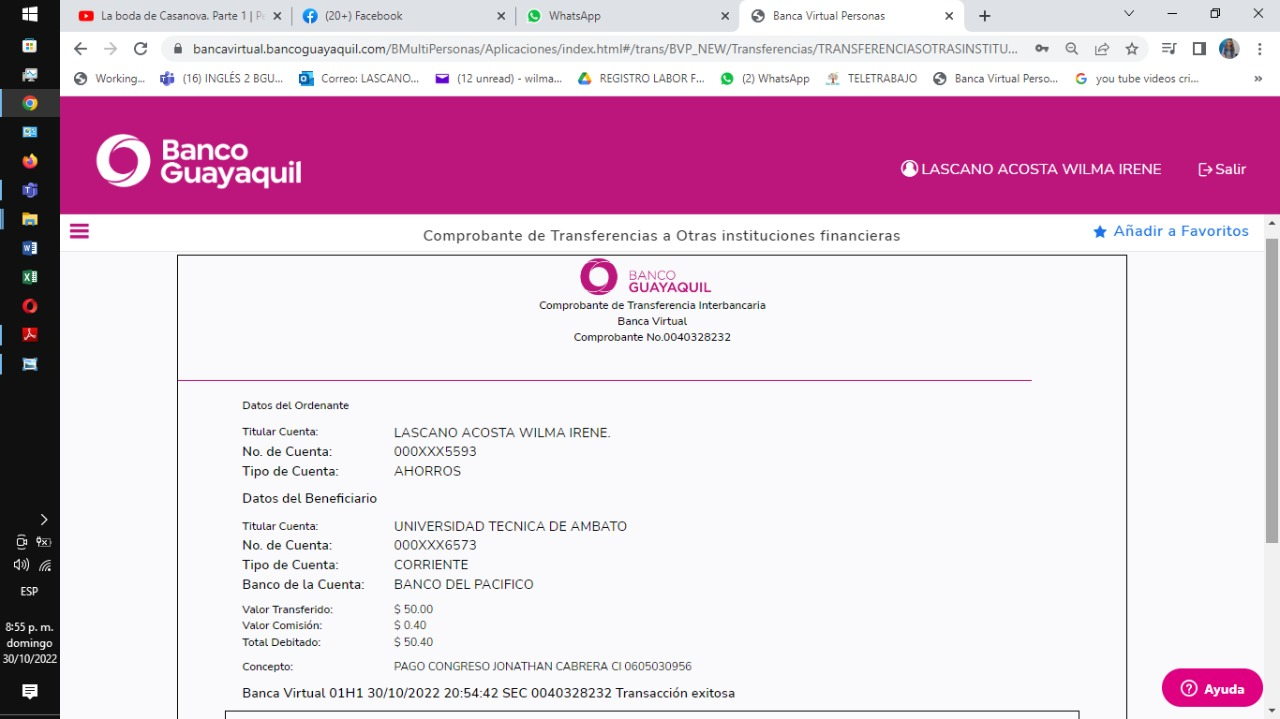 La boda de Casanova. Parte 1 | P
(20+) Facebook
WhatsApp
Banca Virtual Personas
bancavirtual.bancoguayaquil.com/BMultiPersonas/Aplicaciones/index.html#/trans/BVP_NEW/Transferencias/TRANSFERENCIASOTRASINSTITU...
Working...
(16) INGLÉS 2 BGU...
Correo: LASCANO...
(12 unread) - wilma...
REGISTRO LABOR F...
(2) WhatsApp
TELETRABAJO
Banca Virtual Perso...
you tube videos cri...
Banco
Guayaquil
LASCANO ACOSTA WILMA IRENE
Salir
Comprobante de Transferencias a Otras instituciones financieras
Añadir a Favoritos
BANCO
GUAYAQUIL
Comprobante de Transferencia Interbancaria
Banca Virtual
Comprobante No.0040328232
Datos del Ordenante
Titular Cuenta: LASCANO ACOSTA WILMA IRENE.
No. de Cuenta: 000XXX5593
Tipo de Cuenta: AHORROS
Datos del Beneficiario
Titular Cuenta: UNIVERSIDAD TECNICA DE AMBATO
No. de Cuenta: 000XXX6573
Tipo de Cuenta: CORRIENTE
Banco de la Cuenta: BANCO DEL PACIFICO
Valor Transferido: $ 50.00
Valor Comisión: $ 0.40
Total Debitado: $ 50.40
Concepto: PAGO CONGRESO JONATHAN CABRERA CI 0605030956
Banca Virtual 01H1 30/10/2022 20:54:42 SEC 0040328232 Transacción exitosa
Ayuda
ESP
8:55 p. m.
domingo
30/10/2022